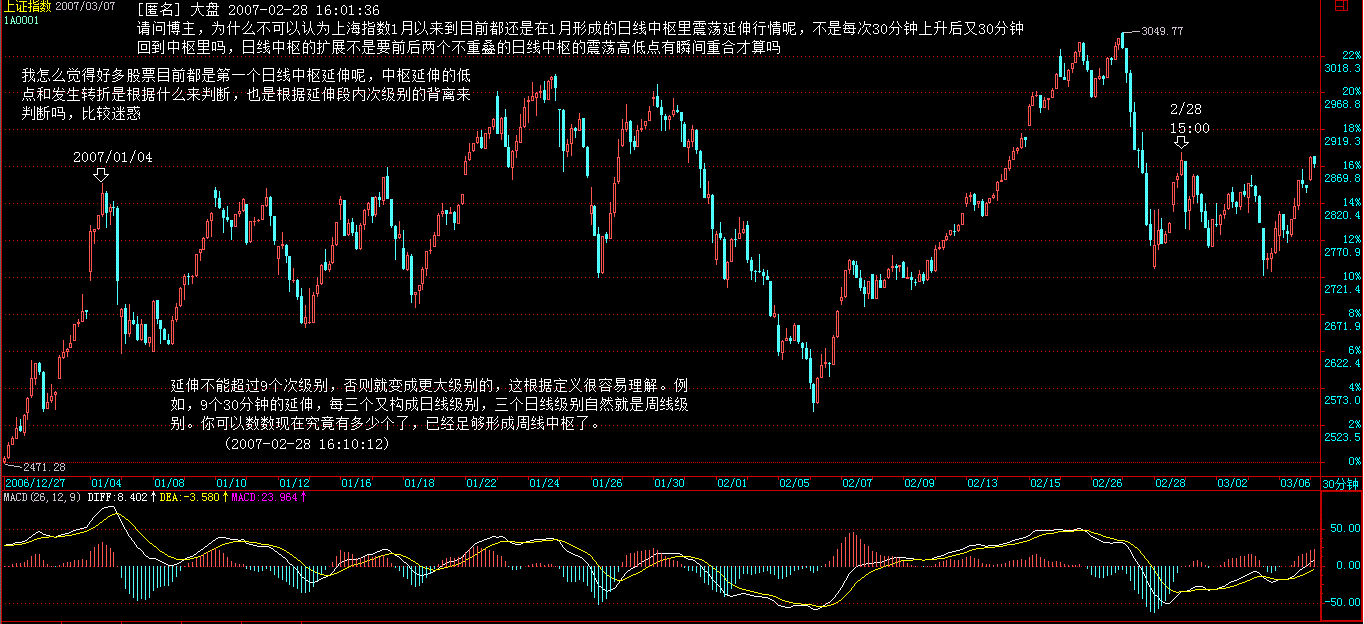 上证指数 2007/03/07
1A0001
[匿名] 大盘 2007-02-28 16:01:36
请问博主，为什么不可以认为上海指数1月以来到目前都还是在1月形成的日线中枢里震荡延伸行情呢，不是每次30分钟上升后又30分钟
回到中枢里吗，日线中枢的扩展不是要前后两个不重叠的日线中枢的震荡高低点有瞬间重合才算吗
我怎么觉得好多股票目前都是第一个日线中枢延伸呢，中枢延伸的低
点和发生转折是根据什么来判断，也是根据延伸段内次级别的背离来
判断吗，比较迷惑
3049.77
2/28
15:00
2007/01/04
延伸不能超过9个次级别，否则就变成更大级别的，这根据定义很容易理解。例
如，9个30分钟的延伸，每三个又构成日线级别，三个日线级别自然就是周线级
别。你可以数数现在究竟有多少个了，已经足够形成周线中枢了。
(2007-02-28 16:10:12)
2471.28
22%
3018.3
20%
2968.8
18%
2919.3
16%
2869.8
14%
2820.4
12%
2770.9
10%
2721.4
8%
2671.9
6%
2622.4
4%
2573.0
2%
2523.5
0%
2006/12/27 01/04 01/08 01/10 01/12 01/16 01/18 01/22 01/24 01/26 01/30 02/01 02/05 02/07 02/09 02/13 02/15 02/26 02/28 03/02 03/06 30分钟
MACD(26,12,9) DIFF:8.402↑DEA:-3.580↑MACD:23.964↑
50.00
0.00
-50.00